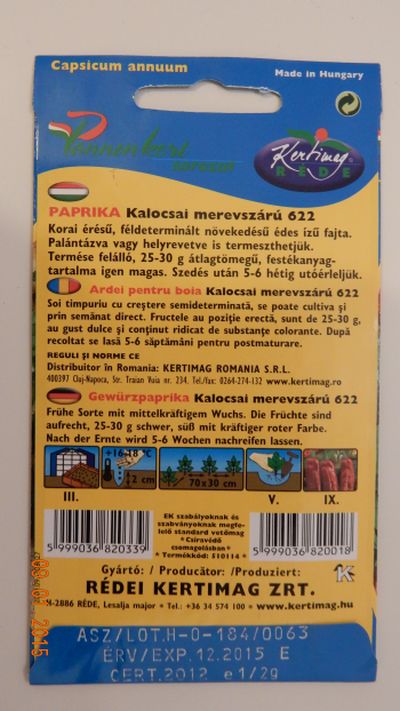 Capsicum annuum
Made in Hungary
Pannonkert
SOROZAT
Kertimag
RÉDE
PAPRIKA Kalocsai merevszárú 622
Korai érésű, féldeterminált növekedésű édes ízű fajta.
Palántázva vagy helyrevetve is termeszthetjük.
Termése felálló, 25-30 g átlagtömegű, festékanyag-
tartalma igen magas. Szedés után 5-6 hétig utóérleljük.
Ardei pentru boia Kalocsai merevszárú 622
Soi timpuriu cu creştere semideterminată, se poate cultiva şi
prin semănat direct. Fructele au poziţie erectă, sunt de 25-30 g,
au gust dulce şi conţinut ridicat de substanţe colorante. După
recoltat se lasă 5-6 săptămâni pentru postmaturare.
REGULI ŞI NORME CE
Distribuitor în Romania: KERTIMAG ROMANIA S.R.L.
400397 Cluj-Napoca, Str. Traian Vuia nr. 234. Tel./fax: 0264-274-132 www.kertimag.ro
Gewürzpaprika Kalocsai merevszárú 622
Frühe Sorte mit mittelkräftigem Wuchs. Die Früchte sind
aufrecht, 25-30 g schwer, süß mit kräftiger roter Farbe.
Nach der Ernte wird 5-6 Wochen nachreifen lassen.
+16-18 °C
2 cm
70x30 cm
III.
V.
IX.
EK szabályoknak és
szabványoknak megfe-
lelő standard vetőmag
* Csíravédő
csomagolásban *
* Termékkód: 510114 *
5999036820339
5999036820018
Gyártó: / Producător: /Produziert:
RÉDEI KERTIMAG ZRT.
H-2886 RÉDE, Lesalja major • Tel.: +36 34 574 100 • www.kertimag.hu
ASZ/LOT.H-0-184/0063
ÉRV/EXP.12.2015 E
CERT.2012 e1/2g